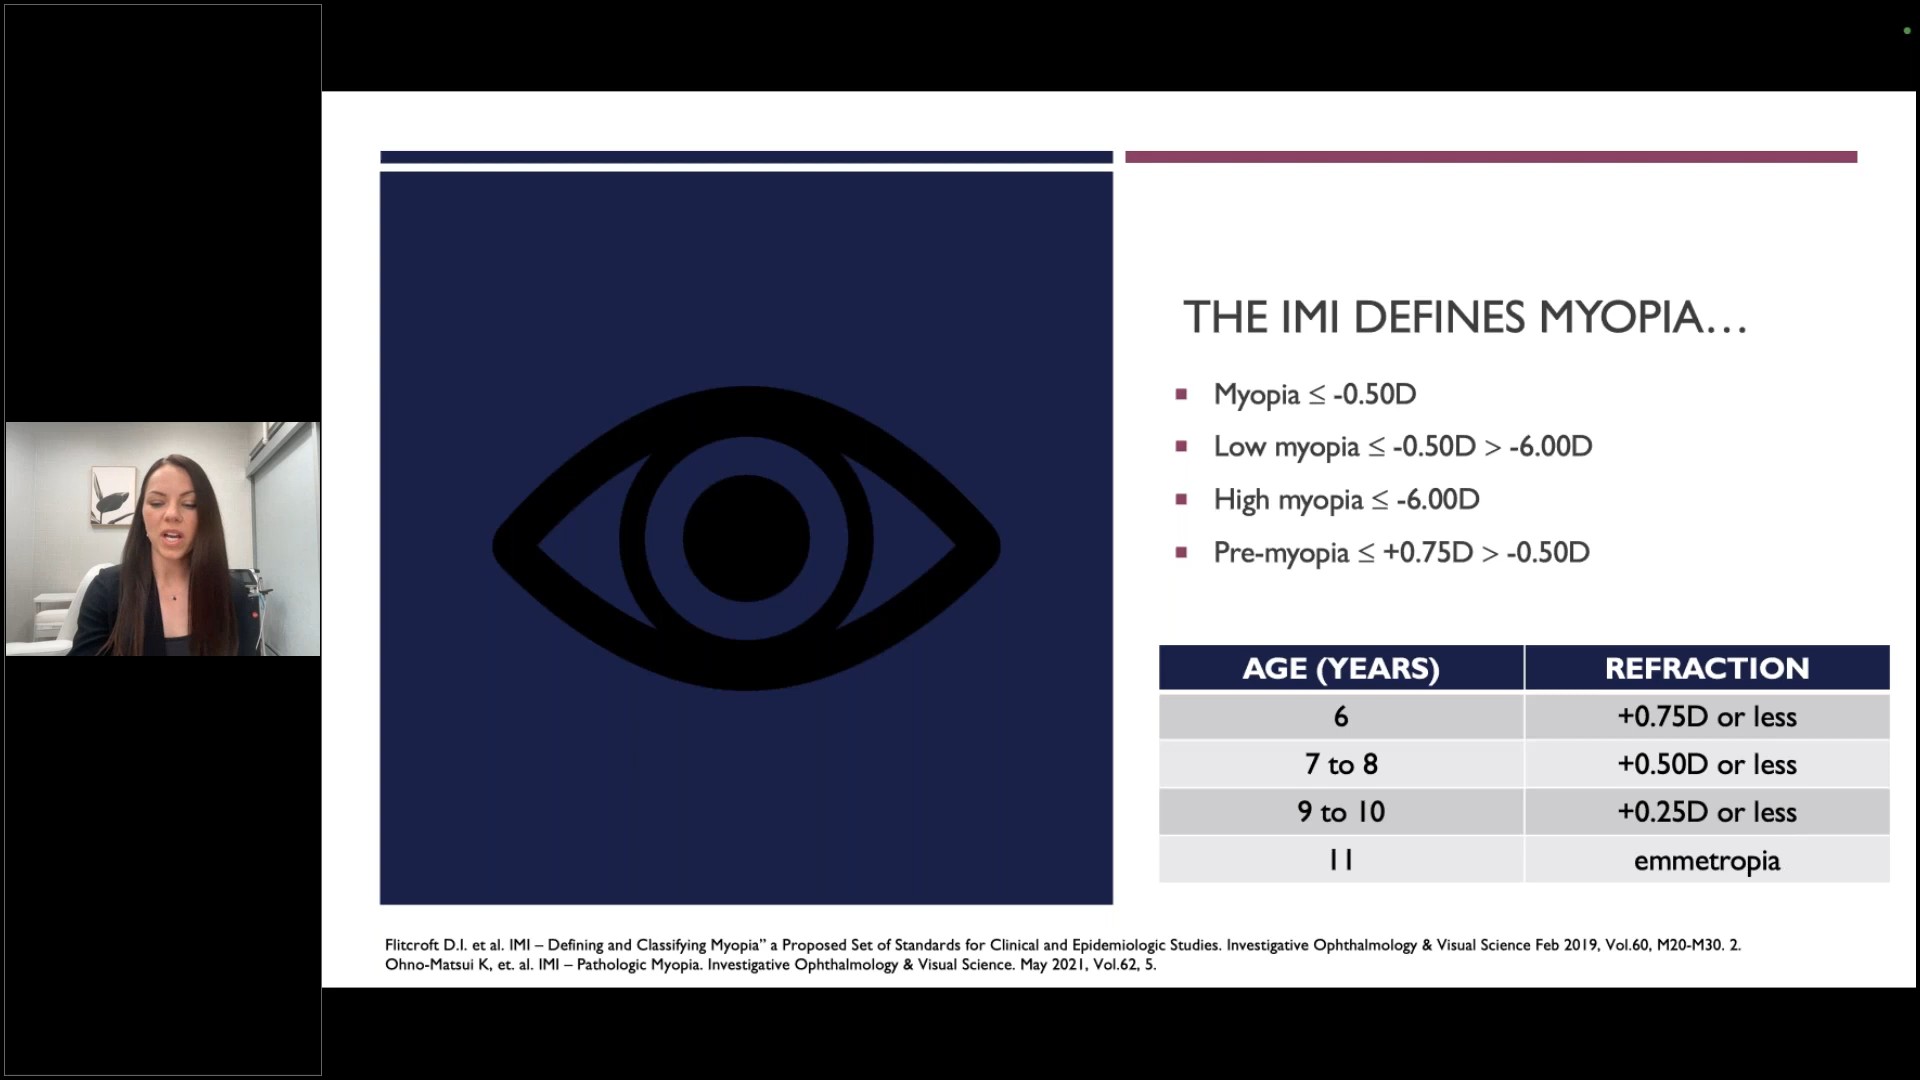 THE IMI DEFINES MYOPIA…
Myopia ≤ -0.50D
Low myopia ≤ -0.50D > -6.00D
High myopia ≤ -6.00D
Pre-myopia ≤ +0.75D > -0.50D
AGE (YEARS) REFRACTION
6 +0.75D or less
7 to 8 +0.50D or less
9 to 10 +0.25D or less
11 emmetropia
Flitcroft D.I. et al. IMI – Defining and Classifying Myopia” a Proposed Set of Standards for Clinical and Epidemiologic Studies. Investigative Ophthalmology & Visual Science Feb 2019, Vol.60, M20-M30. 2.
Ohno-Matsui K, et. al. IMI – Pathologic Myopia. Investigative Ophthalmology & Visual Science. May 2021, Vol.62, 5.